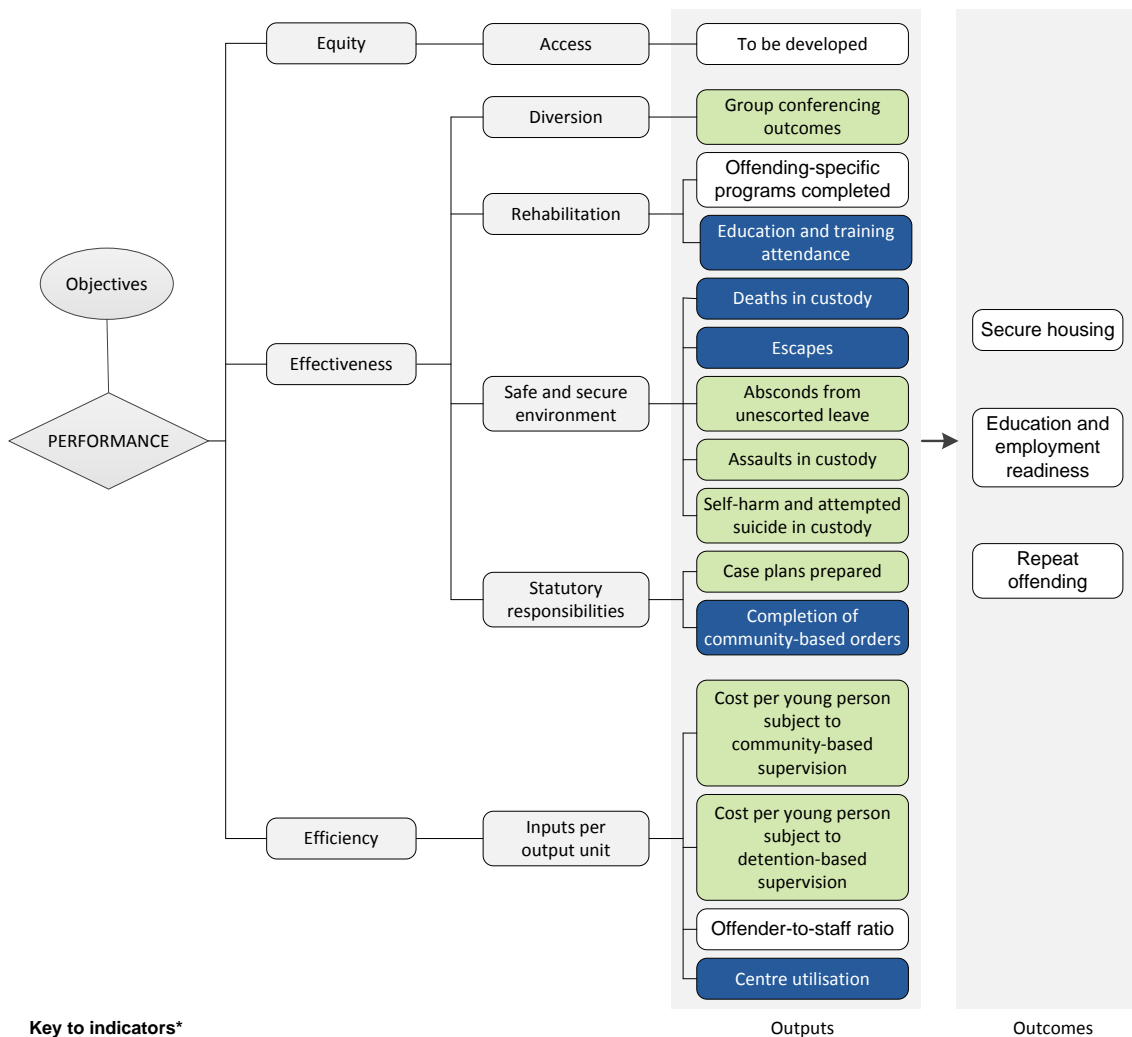 Equity
Access
To be developed
Diversion
Group conferencing
outcomes
Rehabilitation
Offending-specific
programs completed
Education and training
attendance
Objectives
PERFORMANCE
Effectiveness
Safe and secure
environment
Deaths in custody
Escapes
Absconds from
unescorted leave
Assaults in custody
Self-harm and attempted
suicide in custody
Statutory
responsibilities
Case plans prepared
Completion of
community-based orders
Efficiency
Inputs per
output unit
Cost per young person
subject to
community-based
supervision
Cost per young person
subject to
detention-based
supervision
Offender-to-staff ratio
Centre utilisation
Secure housing
Education and
employment
readiness
Repeat
offending
Key to indicators*
Outputs
Outcomes